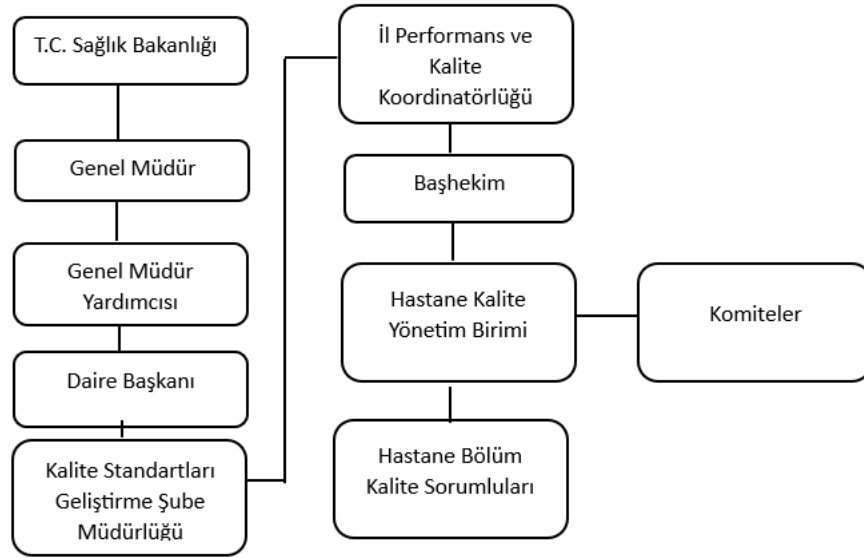 T.C. Sağlık Bakanlığı
Genel Müdür
Genel Müdür
Yardımcısı
Daire Başkanı
Kalite Standartları
Geliştirme Şube
Müdürlüğü
İl Performans ve
Kalite
Koordinatörlüğü
Başhekim
Hastane Kalite
Yönetim Birimi
Komiteler
Hastane Bölüm
Kalite Sorumluları